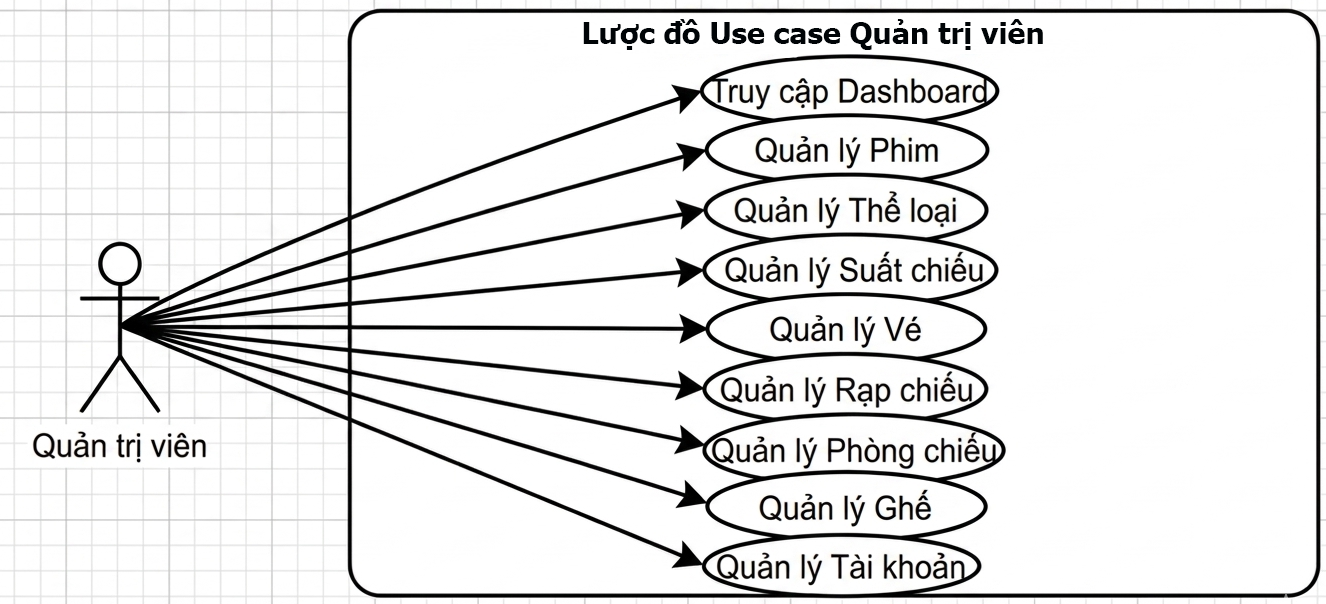 Lược đồ Use case Quản trị viên
Truy cập Dashboard
Quản lý Phim
Quản lý Thể loại
Quản lý Suất chiếu
Quản lý Vé
Quản lý Rạp chiếu
Quản lý Phòng chiếu
Quản lý Ghế
Quản lý Tài khoản
Quản trị viên